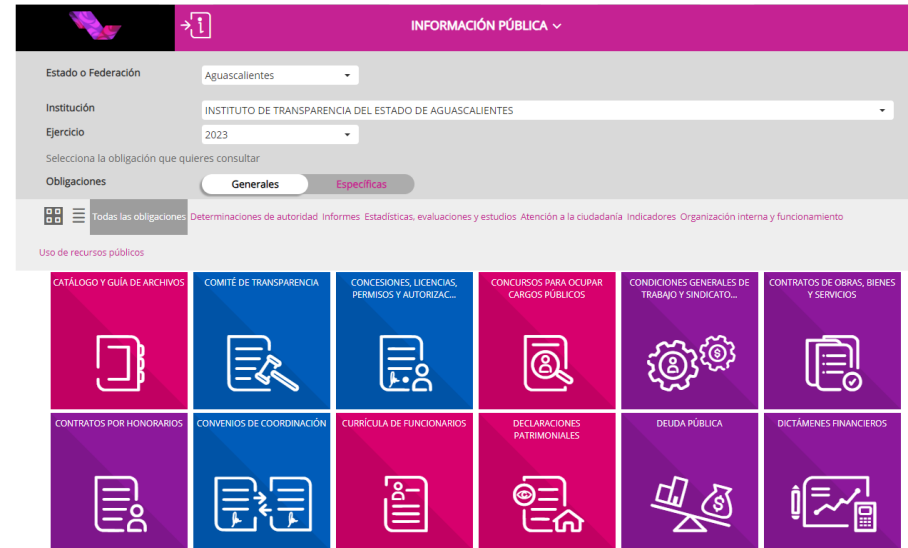 INFORMACIÓN PÚBLICA
Estado o Federación
Aguascalientes
Institución
INSTITUTO DE TRANSPARENCIA DEL ESTADO DE AGUASCALIENTES
Ejercicio
2023
Selecciona la obligación que quieres consultar
Obligaciones
Generales
Específicas
Todas las obligaciones Determinaciones de autoridad Informes Estadísticas, evaluaciones y estudios Atención a la ciudadanía Indicadores Organización interna y funcionamiento
Uso de recursos públicos
CATÁLOGO Y GUÍA DE ARCHIVOS
COMITÉ DE TRANSPARENCIA
CONCESIONES, LICENCIAS,
PERMISOS Y AUTORIZAC...
CONCURSOS PARA OCUPAR
CARGOS PÚBLICOS
CONDICIONES GENERALES DE
TRABAJO Y SINDICATO...
CONTRATOS DE OBRAS, BIENES
Y SERVICIOS
CONTRATOS POR HONORARIOS
CONVENIOS DE COORDINACIÓN
CURRÍCULA DE FUNCIONARIOS
DECLARACIONES
PATRIMONIALES
DEUDA PÚBLICA
DICTÁMENES FINANCIEROS